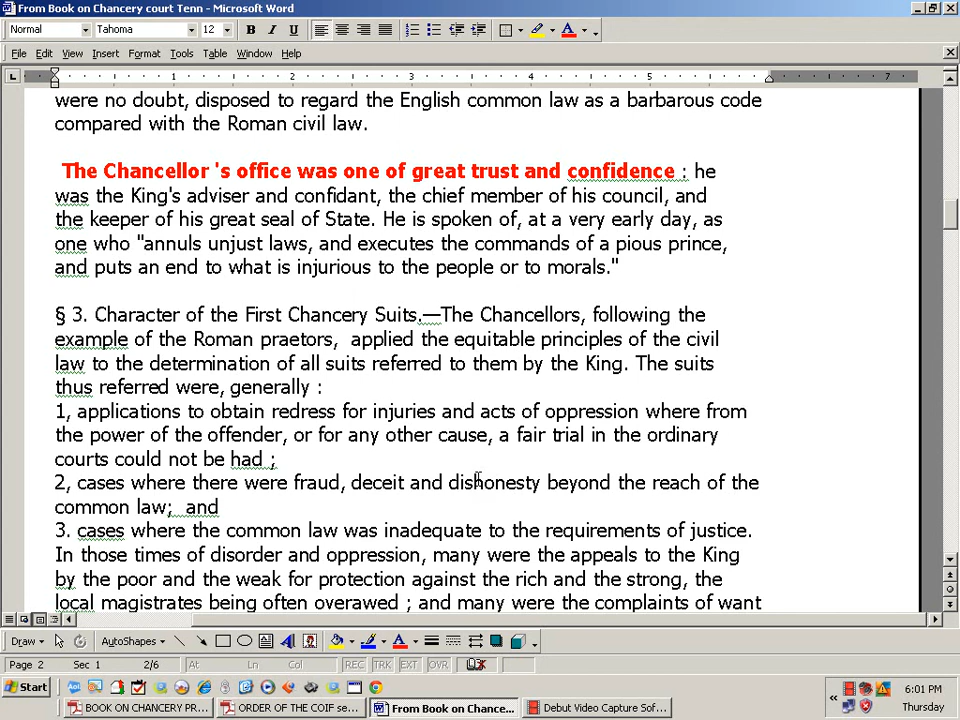 From Book on Chancery court Tenn - Microsoft Word
Normal Tahoma 12 B I U
File Edit View Insert Format Tools Table Window Help
1 2 3 4 5 7
were no doubt, disposed to regard the English common law as a barbarous code
compared with the Roman civil law.
The Chancellor 's office was one of great trust and confidence : he
was the King's adviser and confidant, the chief member of his council, and
the keeper of his great seal of State. He is spoken of, at a very early day, as
one who "annuls unjust laws, and executes the commands of a pious prince,
and puts an end to what is injurious to the people or to morals."
§ 3. Character of the First Chancery Suits.—The Chancellors, following the
example of the Roman praetors,  applied the equitable principles of the civil
law to the determination of all suits referred to them by the King. The suits
thus referred were, generally :
1, applications to obtain redress for injuries and acts of oppression where from
the power of the offender, or for any other cause, a fair trial in the ordinary
courts could not be had ;
2, cases where there were fraud, deceit and dishonesty beyond the reach of the
common law;  and
3. cases where the common law was inadequate to the requirements of justice.
In those times of disorder and oppression, many were the appeals to the King
by the poor and the weak for protection against the rich and the strong, the
local magistrates being often overawed ; and many were the complaints of want
Draw AutoShapes
Page 2 Sec 1 2/6 At Ln Col REC TRK EXT OVR
Start 6:01 PM
Thursday
BOOK ON CHANCERY PR... ORDER OF THE COIF se... From Book on Chance... Debut Video Capture Sof...